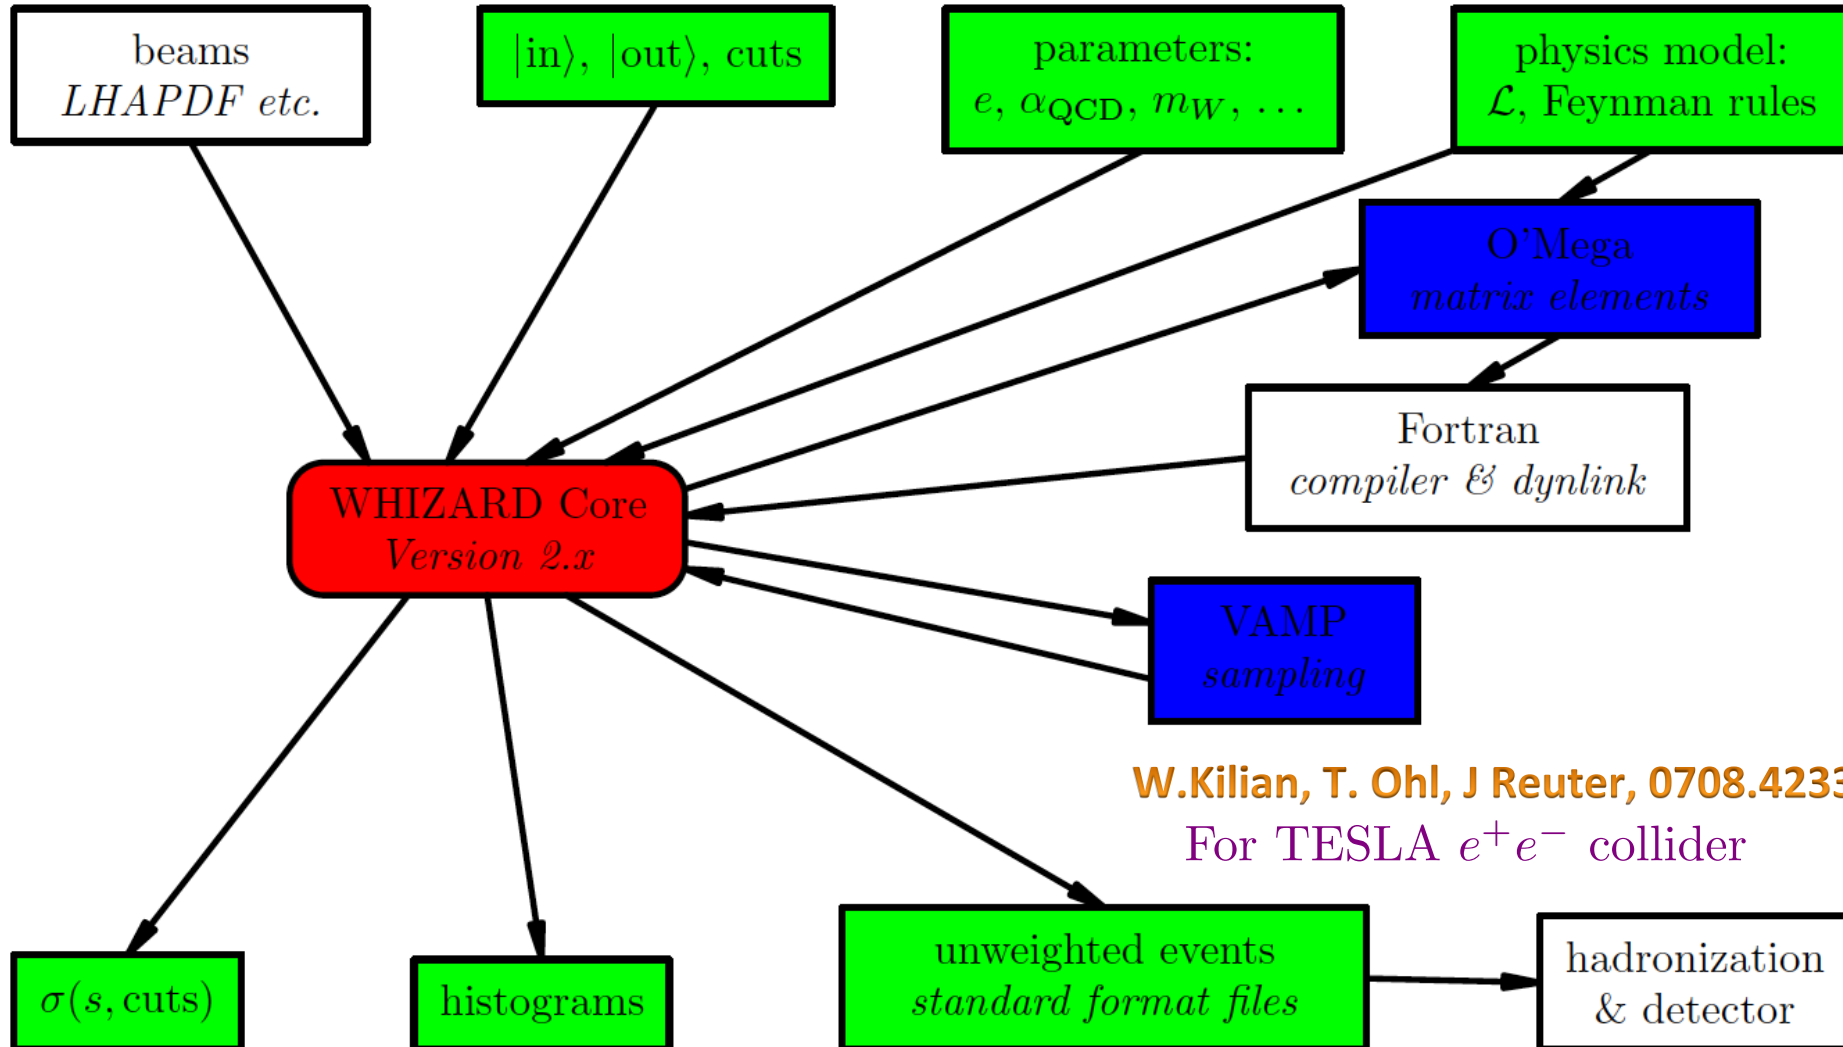 beams
LHAPDF etc.
|in⟩, |out⟩, cuts
parameters:
e, α_QCD, m_W, …
physics model:
ℒ, Feynman rules
O'Mega
matrix elements
Fortran
compiler & dynlink
WHIZARD Core
Version 2.x
VAMP
sampling
W.Kilian, T. Ohl, J Reuter, 0708.4233
For TESLA e⁺e⁻ collider
σ(s, cuts)
histograms
unweighted events
standard format files
hadronization
& detector